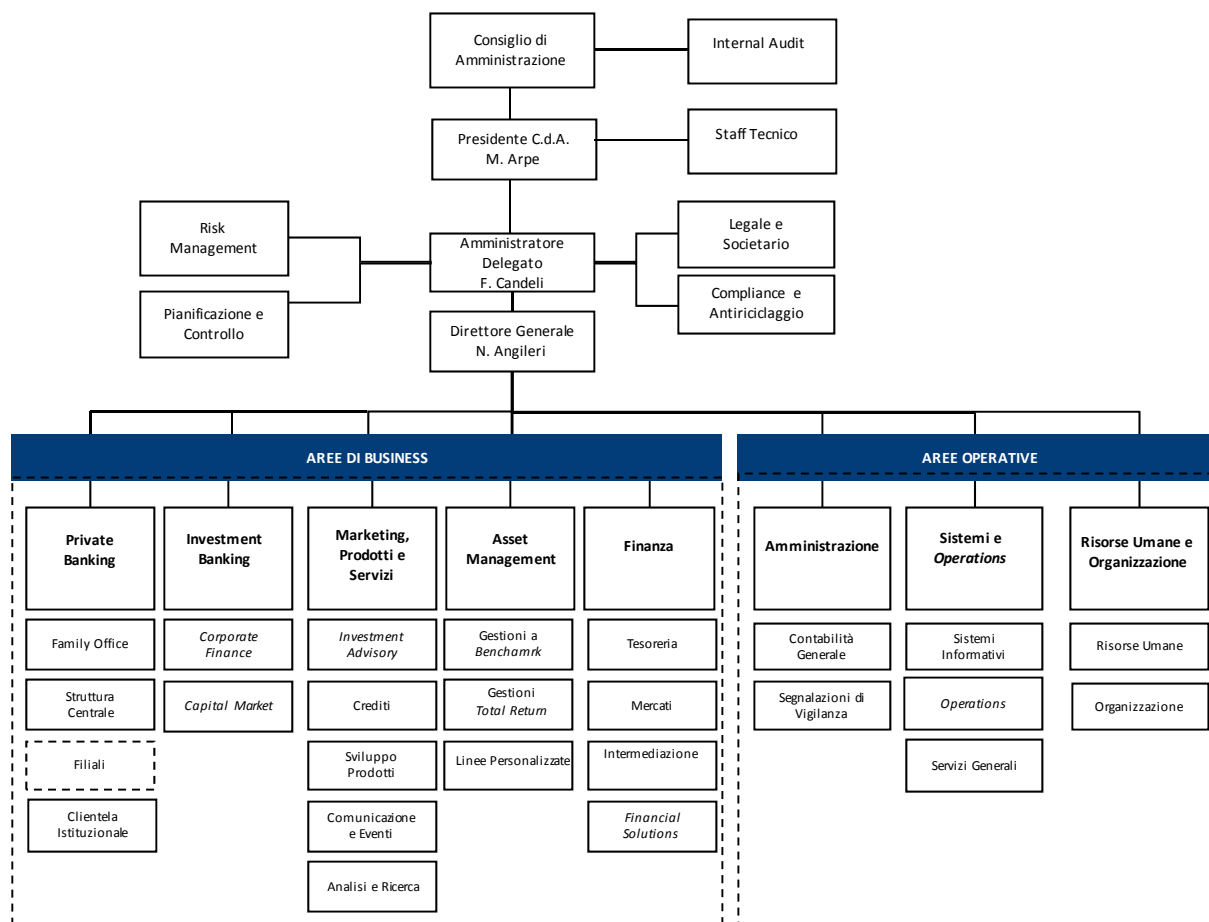 Consiglio di
Amministrazione
Internal Audit
Presidente C.d.A.
M. Arpe
Staff Tecnico
Risk
Management
Amministratore
Delegato
F. Candeli
Legale e
Societario
Pianificazione e
Controllo
Compliance e
Antiriciclaggio
Direttore Generale
N. Angileri
AREE DI BUSINESS
AREE OPERATIVE
Private
Banking
Investment
Banking
Marketing,
Prodotti e
Servizi
Asset
Management
Finanza
Amministrazione
Sistemi e
Operations
Risorse Umane e
Organizzazione
Family Office
Corporate
Finance
Investment
Advisory
Gestioni a
Benchamrk
Tesoreria
Contabilità
Generale
Sistemi
Informativi
Risorse Umane
Struttura
Centrale
Capital Market
Crediti
Gestioni
Total Return
Mercati
Segnalazioni di
Vigilanza
Operations
Organizzazione
Filiali
Sviluppo
Prodotti
Linee Personalizzate
Intermediazione
Servizi Generali
Clientela
Istituzionale
Comunicazione
e Eventi
Financial
Solutions
Analisi e Ricerca